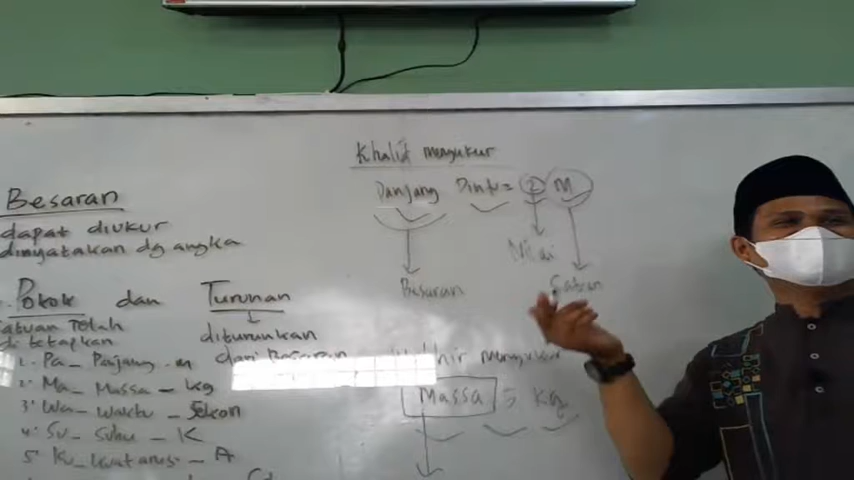 Khalid mengukur
Panjang Pintu = 2 M
Nilai
Besaran Satuan
Besaran
dapat diukur
dinyatakan dg angka
Pokok dan Turunan
Satuan Telah
di tetapkan
diturunkan
dari Besaran
1. Pa_ Panjang - m
2. Ma_ Massa - kg
3. Wa_ Waktu - sekon
4. Su_ Suhu - K
5. Ku_ kuat arus - A
Mengukur
Massa 5 kg